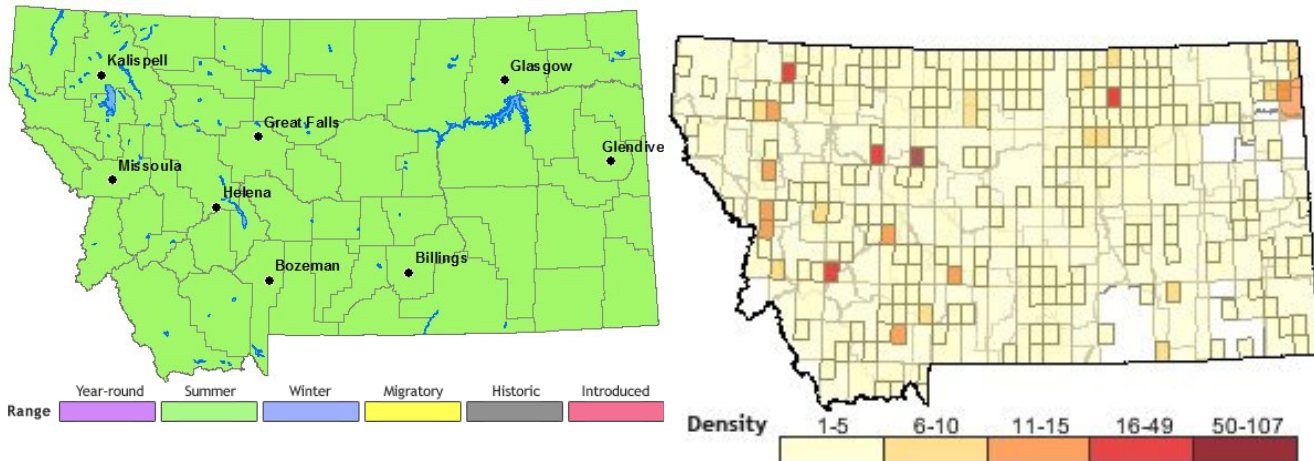 Kalispell
Glasgow
Great Falls
Glendive
Missoula
Helena
Bozeman
Billings
Year-round Summer Winter Migratory Historic Introduced
Range
Density 1-5 6-10 11-15 16-49 50-107